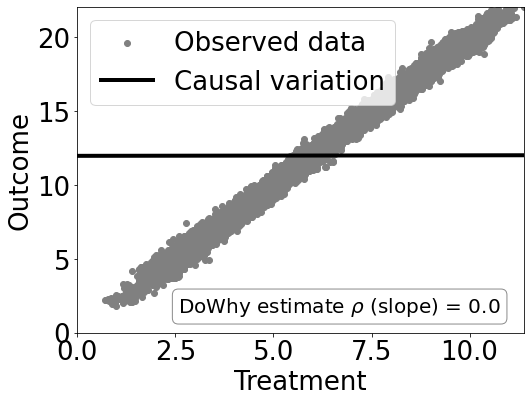 Observed data
Causal variation
20
15
10
5
0
Outcome
DoWhy estimate ρ (slope) = 0.0
0.0 2.5 5.0 7.5 10.0
Treatment